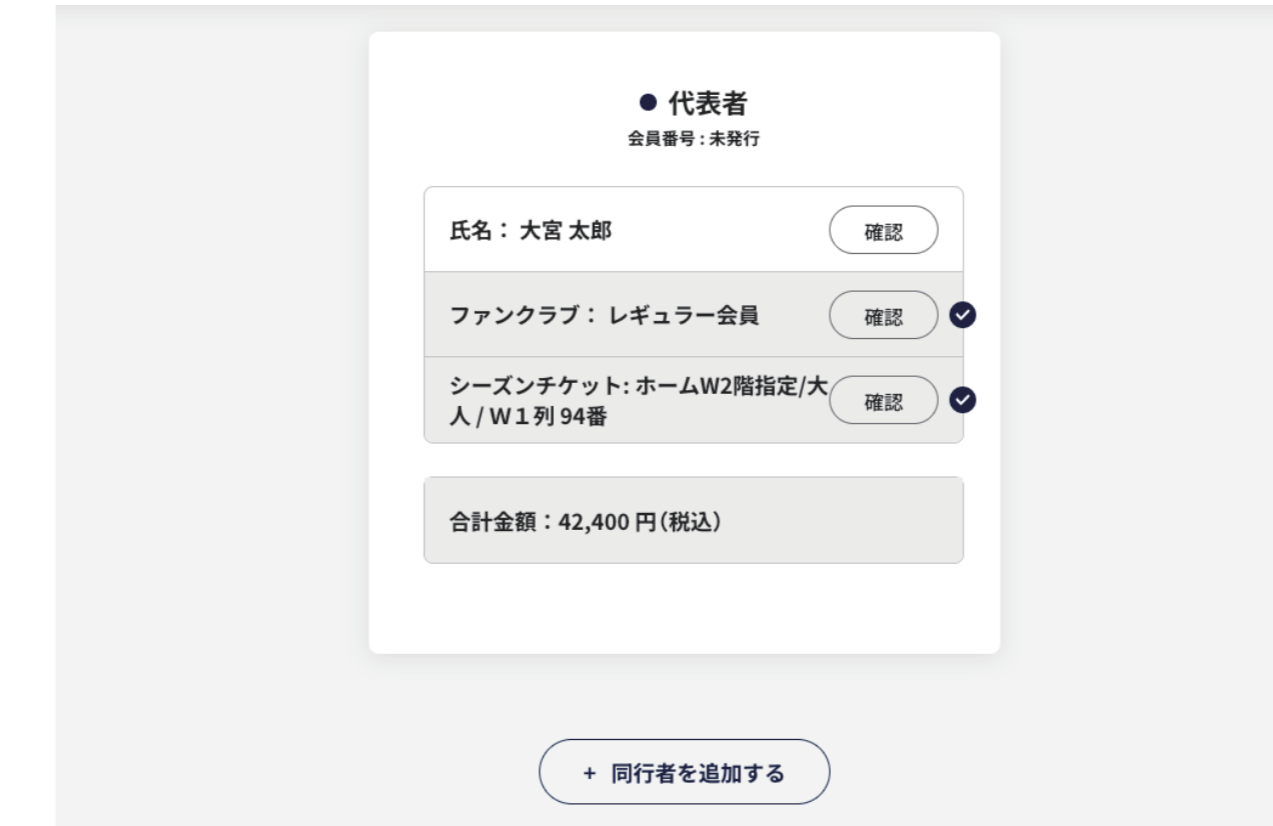 ● 代表者
会員番号 : 未発行
氏名： 大宮 太郎
確認
ファンクラブ： レギュラー会員
確認
シーズンチケット: ホームW2階指定/大
人 / W１列 94番
確認
合計金額：42,400 円（税込）
+ 同行者を追加する